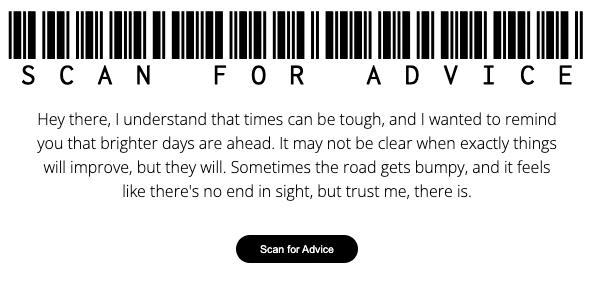 SCAN FOR ADVICE
Hey there, I understand that times can be tough, and I wanted to remind
you that brighter days are ahead. It may not be clear when exactly things
will improve, but they will. Sometimes the road gets bumpy, and it feels
like there's no end in sight, but trust me, there is.
Scan for Advice